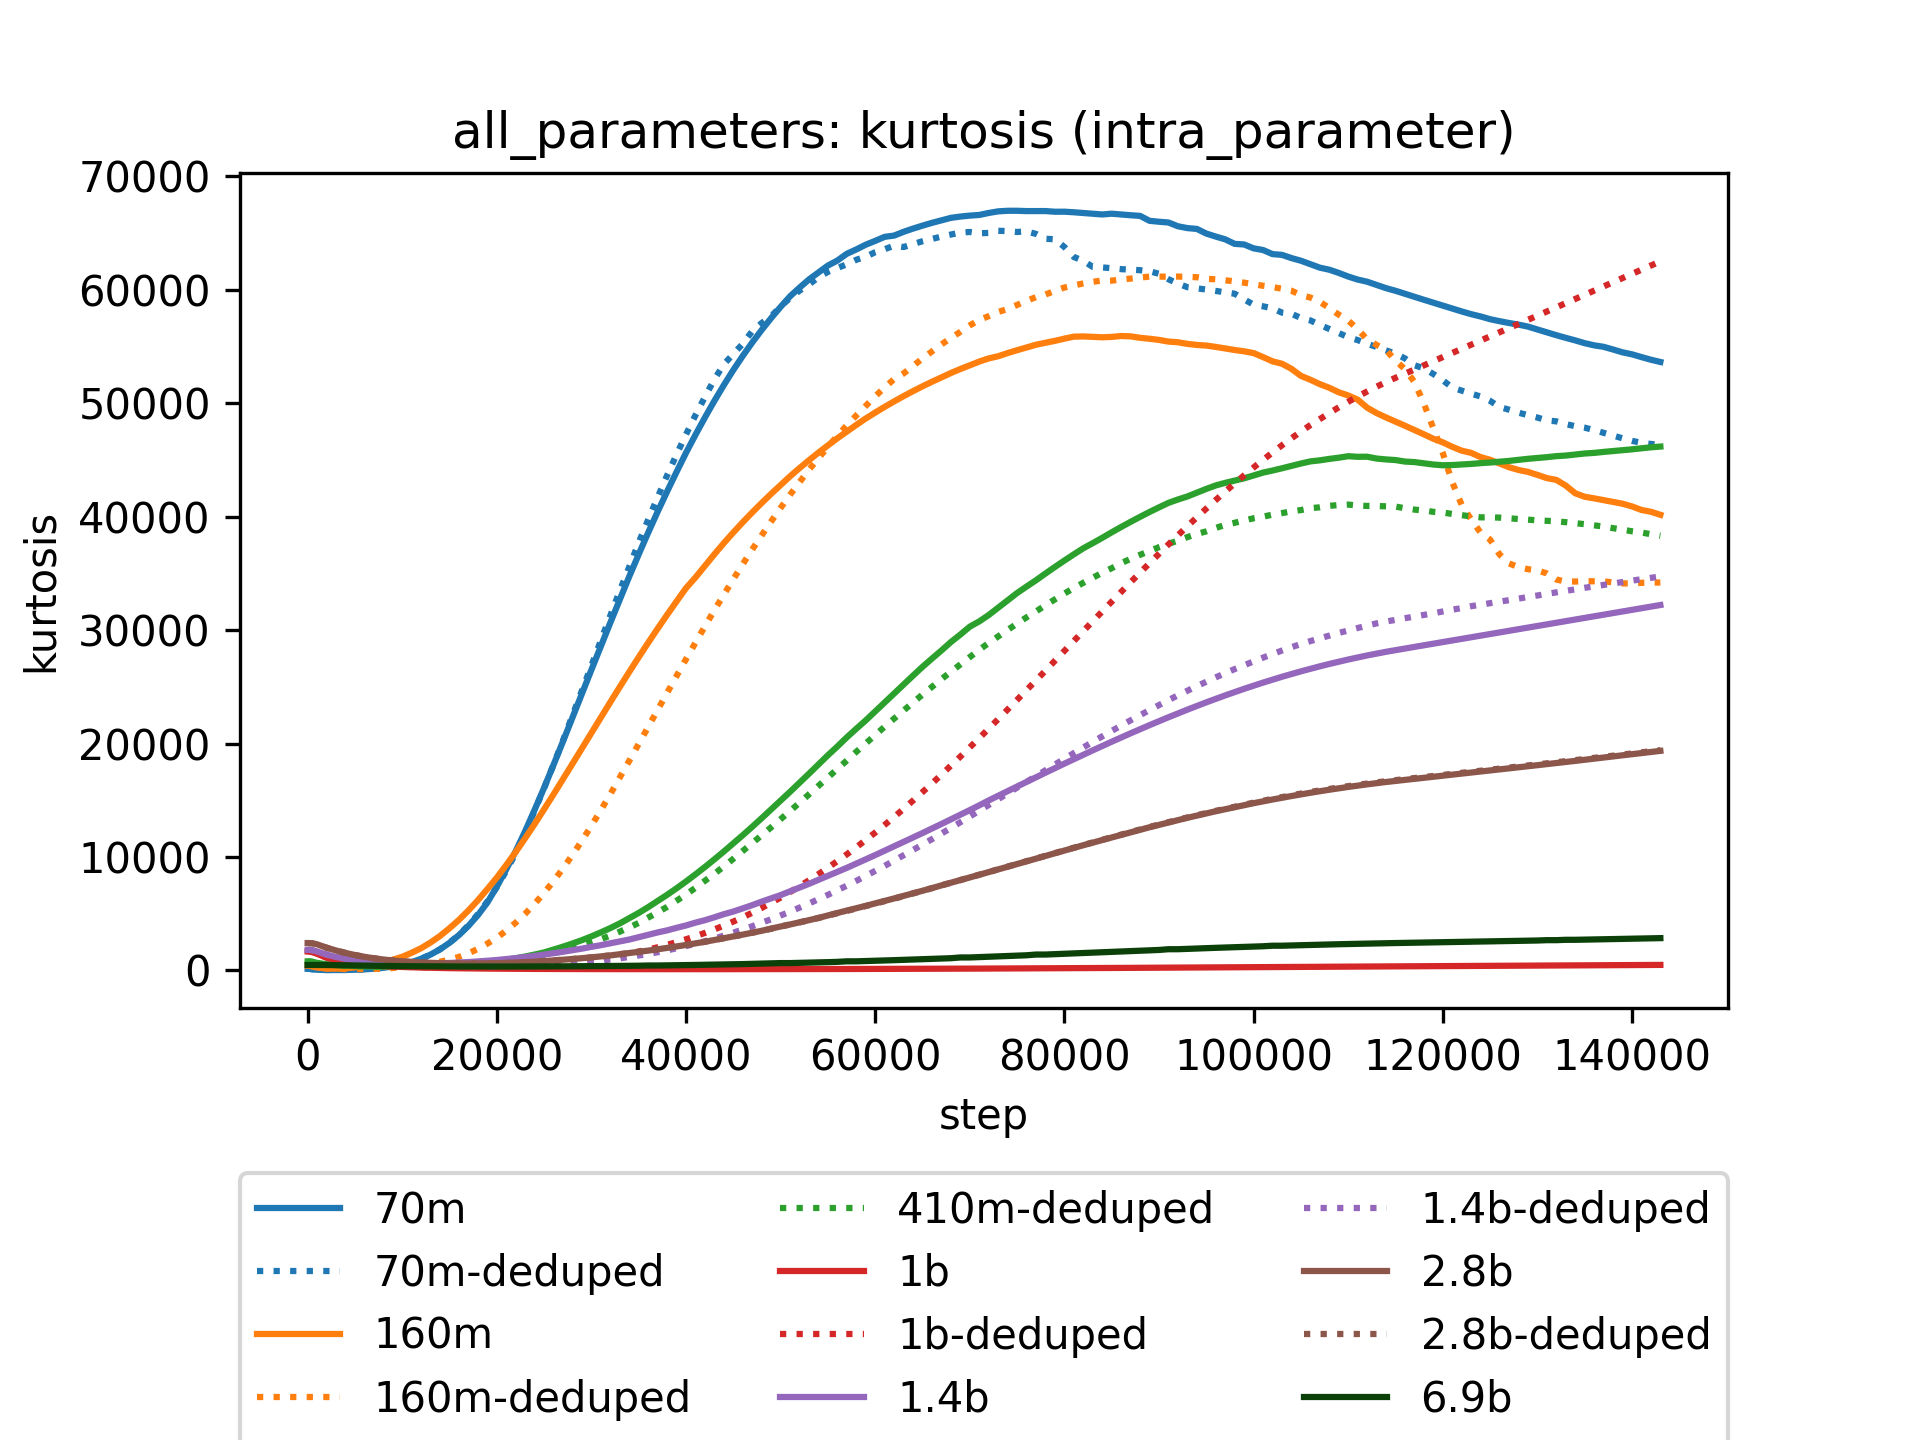 all_parameters: kurtosis (intra_parameter)
70000
60000
50000
40000
30000
20000
10000
0
kurtosis
0 20000 40000 60000 80000 100000 120000 140000
step
70m 410m-deduped 1.4b-deduped
70m-deduped 1b 2.8b
160m 1b-deduped 2.8b-deduped
160m-deduped 1.4b 6.9b